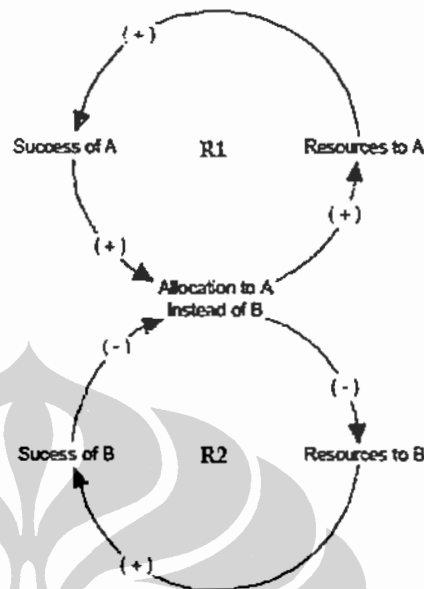 (+)
Success of A
R1
Resources to A
(+)
(+)
Allocation to A
Instead of B
(-)
(-)
Sucess of B
R2
Resources to B
(+)